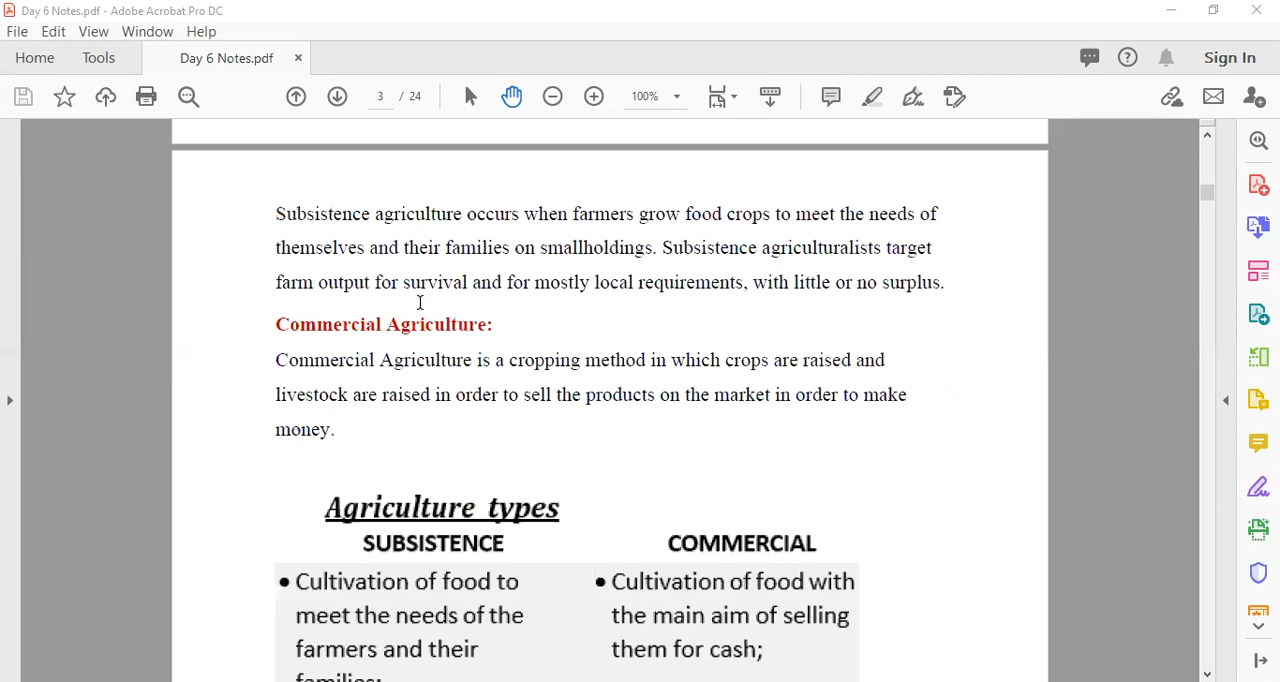 Day 6 Notes.pdf - Adobe Acrobat Pro DC
File Edit View Window Help
Home Tools Day 6 Notes.pdf × Sign In
3 / 24 100%
Subsistence agriculture occurs when farmers grow food crops to meet the needs of
themselves and their families on smallholdings. Subsistence agriculturalists target
farm output for survival and for mostly local requirements, with little or no surplus.
Commercial Agriculture:
Commercial Agriculture is a cropping method in which crops are raised and
livestock are raised in order to sell the products on the market in order to make
money.
Agriculture types
SUBSISTENCE COMMERCIAL
• Cultivation of food to
meet the needs of the
farmers and their
families;
• Cultivation of food with
the main aim of selling
them for cash;